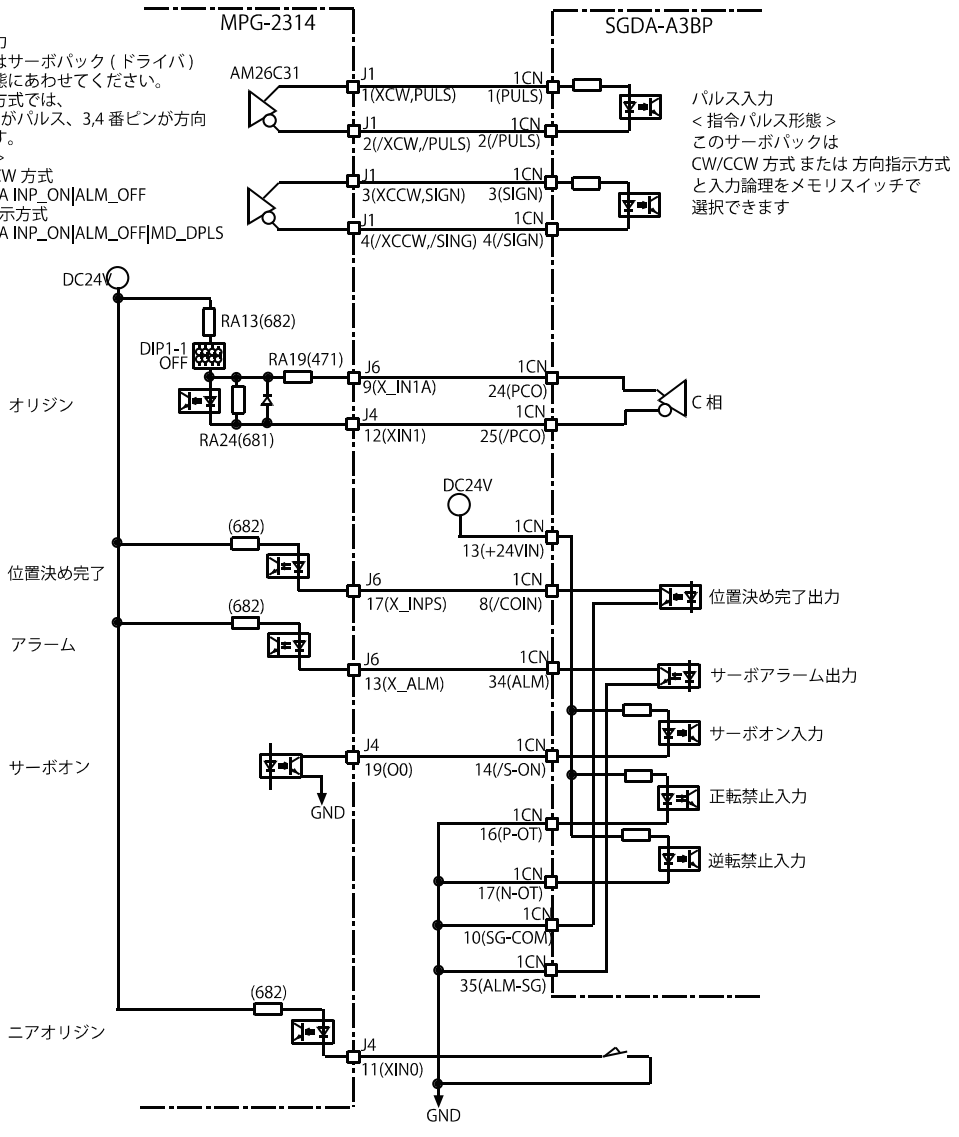 MPG-2314
SGDA-A3BP
力
はサーボパック ( ドライバ )
態にあわせてください。
方式では、
がパルス、3,4 番ピンが方向
す。
>
CW 方式
A INP_ON|ALM_OFF
示方式
A INP_ON|ALM_OFF|MD_DPLS
AM26C31
J1
1(XCW,PULS)
1CN
1(PULS)
J1
2(/XCW,/PULS)
1CN
2(/PULS)
J1
3(XCCW,SIGN)
1CN
3(SIGN)
J1
4(/XCCW,/SING)
1CN
4(/SIGN)
パルス入力
< 指令パルス形態 >
このサーボパックは
CW/CCW 方式 または 方向指示方式
と入力論理をメモリスイッチで
選択できます
DC24V
RA13(682)
DIP1-1
OFF
RA19(471)
オリジン
RA24(681)
J6
9(X_IN1A)
1CN
24(PCO)
J4
12(XIN1)
1CN
25(/PCO)
C 相
DC24V
1CN
13(+24VIN)
(682)
位置決め完了
J6
17(X_INPS)
1CN
8(/COIN)
位置決め完了出力
(682)
アラーム
J6
13(X_ALM)
1CN
34(ALM)
サーボアラーム出力
サーボオン入力
サーボオン
J4
19(O0)
1CN
14(/S-ON)
GND
正転禁止入力
1CN
16(P-OT)
逆転禁止入力
1CN
17(N-OT)
1CN
10(SG-COM)
1CN
35(ALM-SG)
(682)
ニアオリジン
J4
11(XIN0)
GND